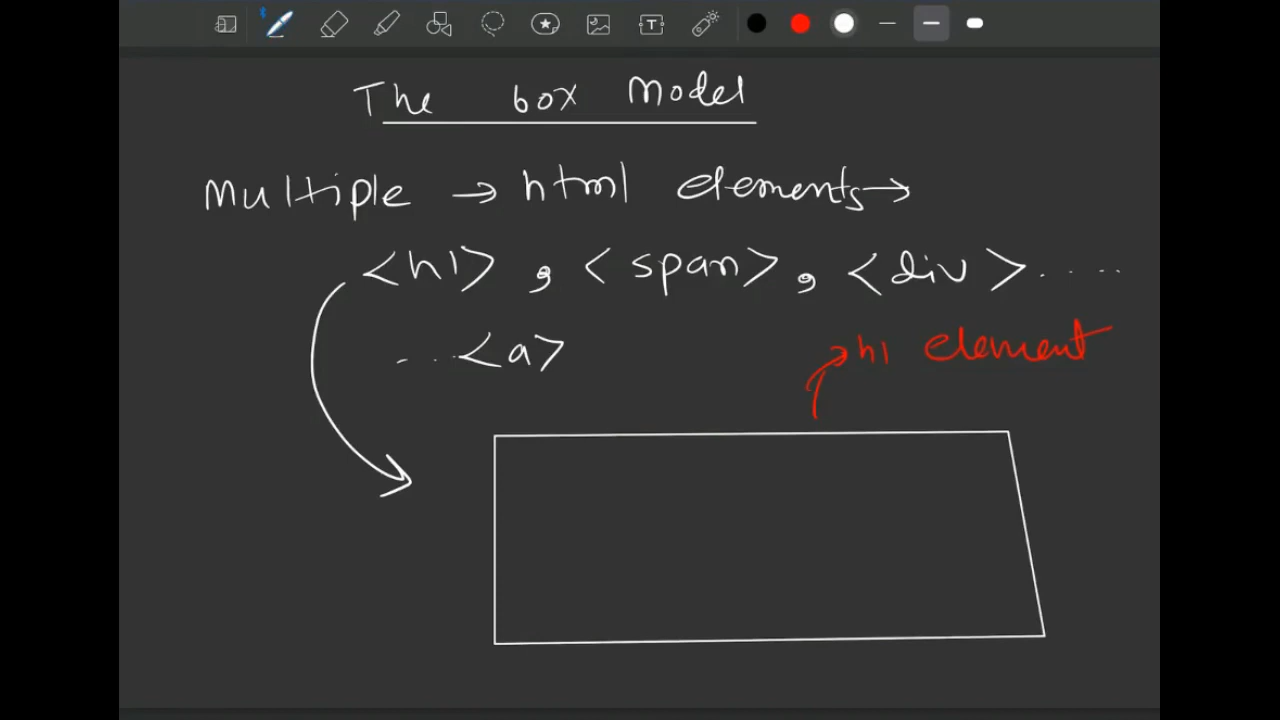 The box Model
Multiple → html elements →
<h1> , <span> , <div> .....
... <a>
h1 element